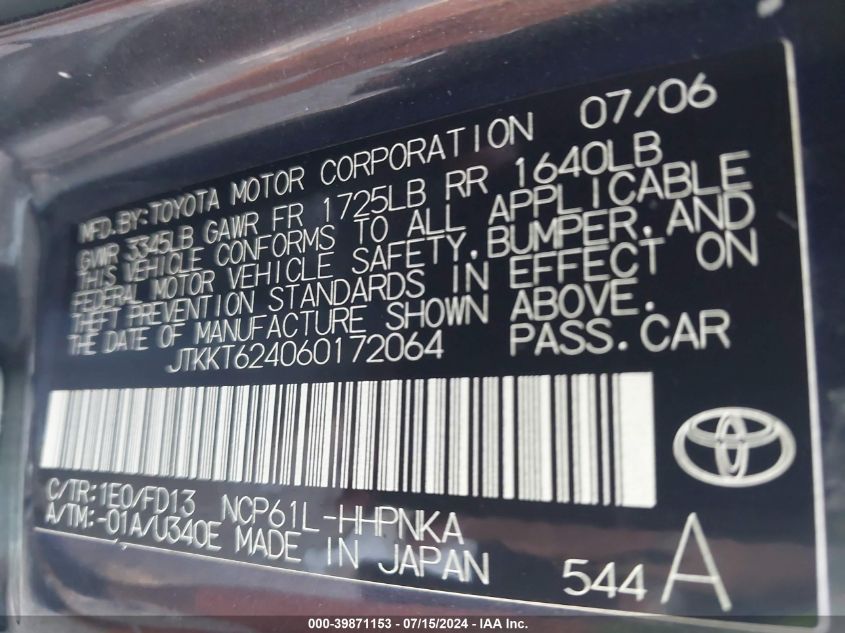 MFD.BY:TOYOTA MOTOR CORPORATION 07/06
GVWR 3345LB GAWR FR 1725LB RR 1640LB
THIS VEHICLE CONFORMS TO ALL APPLICABLE
FEDERAL MOTOR VEHICLE SAFETY,BUMPER,AND
THEFT PREVENTION STANDARDS IN EFFECT ON
THE DATE OF MANUFACTURE SHOWN ABOVE.
JTKKT624060172064 PASS.CAR
C/TR:1E0/FD13 NCP61L-HHPNKA
A/TM:-01A/U340E MADE IN JAPAN
544 A
000-39871153 - 07/15/2024 - IAA Inc.